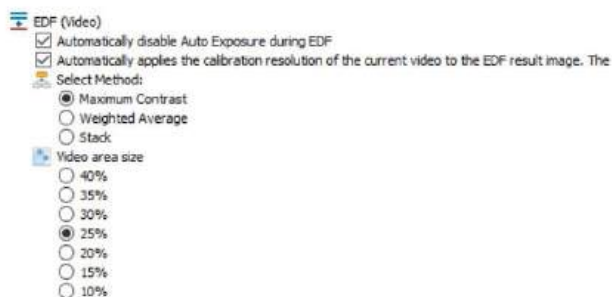 EDF (Video)
Automatically disable Auto Exposure during EDF
Automatically applies the calibration resolution of the current video to the EDF result image. The
Select Method:
Maximum Contrast
Weighted Average
Stack
Video area size
40%
35%
30%
25%
20%
15%
10%